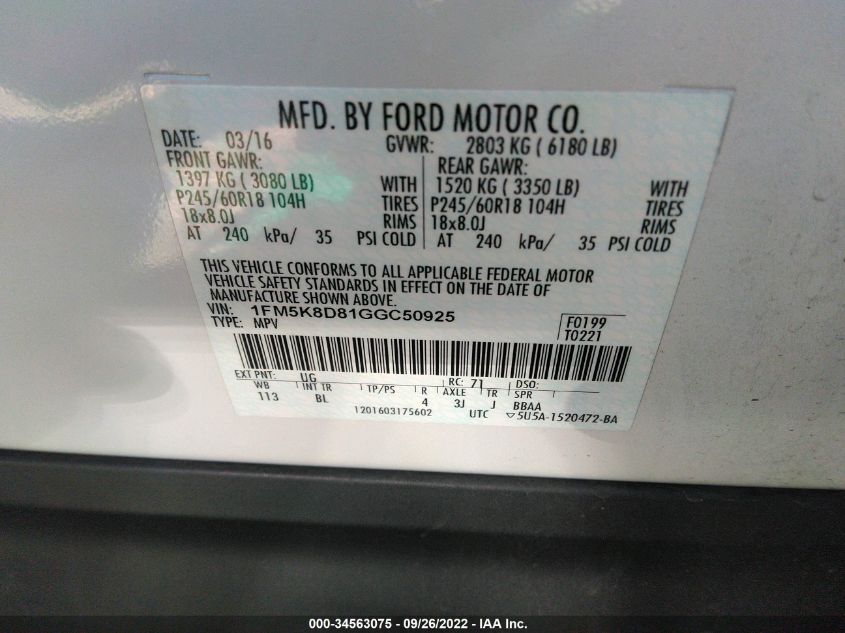 MFD. BY FORD MOTOR CO.
DATE: 03/16 GVWR: 2803 KG ( 6180 LB)
FRONT GAWR: REAR GAWR:
1397 KG ( 3080 LB) WITH 1520 KG ( 3350 LB) WITH
P245/60R18 104H TIRES P245/60R18 104H TIRES
18x8.0J RIMS 18x8.0J RIMS
AT 240 kPa/ 35 PSI COLD AT 240 kPa/ 35 PSI COLD
THIS VEHICLE CONFORMS TO ALL APPLICABLE FEDERAL MOTOR
VEHICLE SAFETY STANDARDS IN EFFECT ON THE DATE OF
MANUFACTURE SHOWN ABOVE.
VIN: 1FM5K8D81GGC50925 F0199
TYPE: MPV T0221
EXT PNT: UG RC: 71 DSO:
WB INT TR TP/PS R AXLE TR SPR
113 BL 4 3J J BBAA
1201603175602 UTC ▽5U5A-1520472-BA
000-34563075 - 09/26/2022 - IAA Inc.